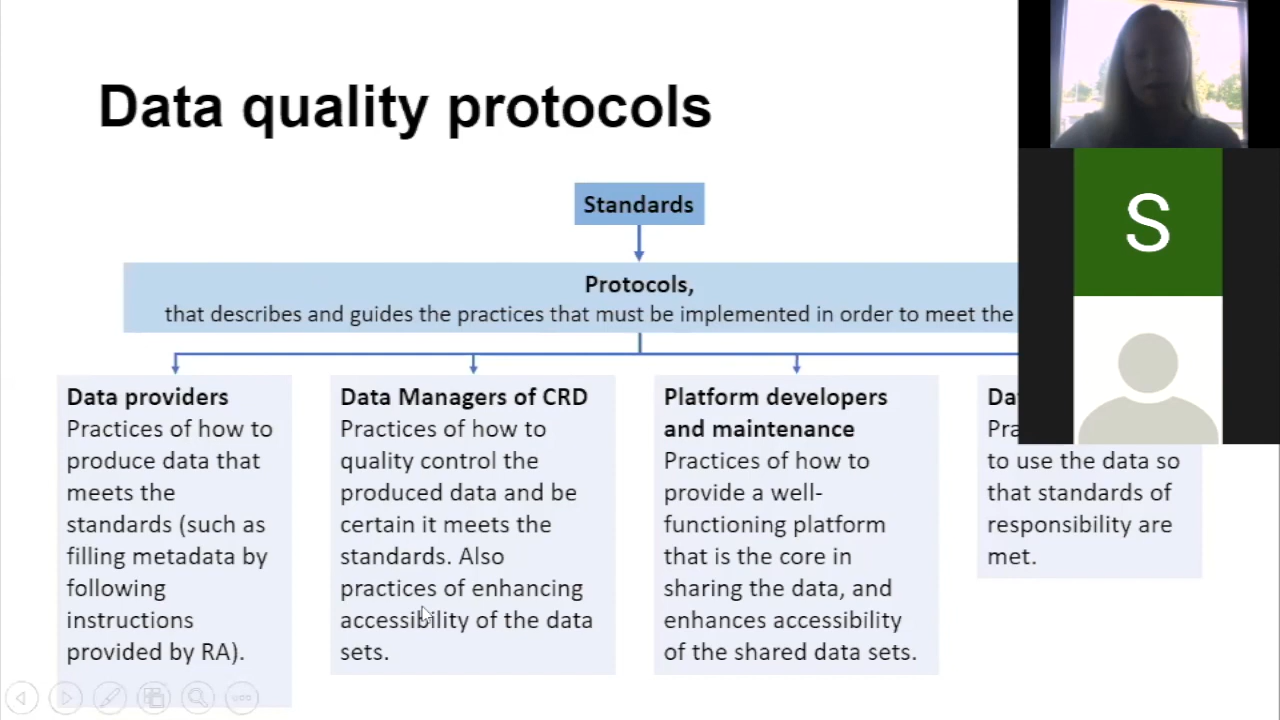 Data quality protocols
Standards
Protocols,
that describes and guides the practices that must be implemented in order to meet the
Data providers
Practices of how to
produce data that
meets the
standards (such as
filling metadata by
following
instructions
provided by RA).
Data Managers of CRD
Practices of how to
quality control the
produced data and be
certain it meets the
standards. Also
practices of enhancing
accessibility of the data
sets.
Platform developers
and maintenance
Practices of how to
provide a well-
functioning platform
that is the core in
sharing the data, and
enhances accessibility
of the shared data sets.
to use the data so
that standards of
responsibility are
met.
S